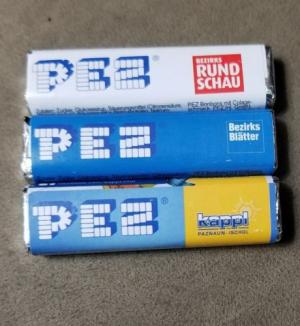 PEZ®
BEZIRKS
RUND
SCHAU
PEZ
Bezirks
Blätter
PEZ®
kappl
PAZNAUN - ISCHGL